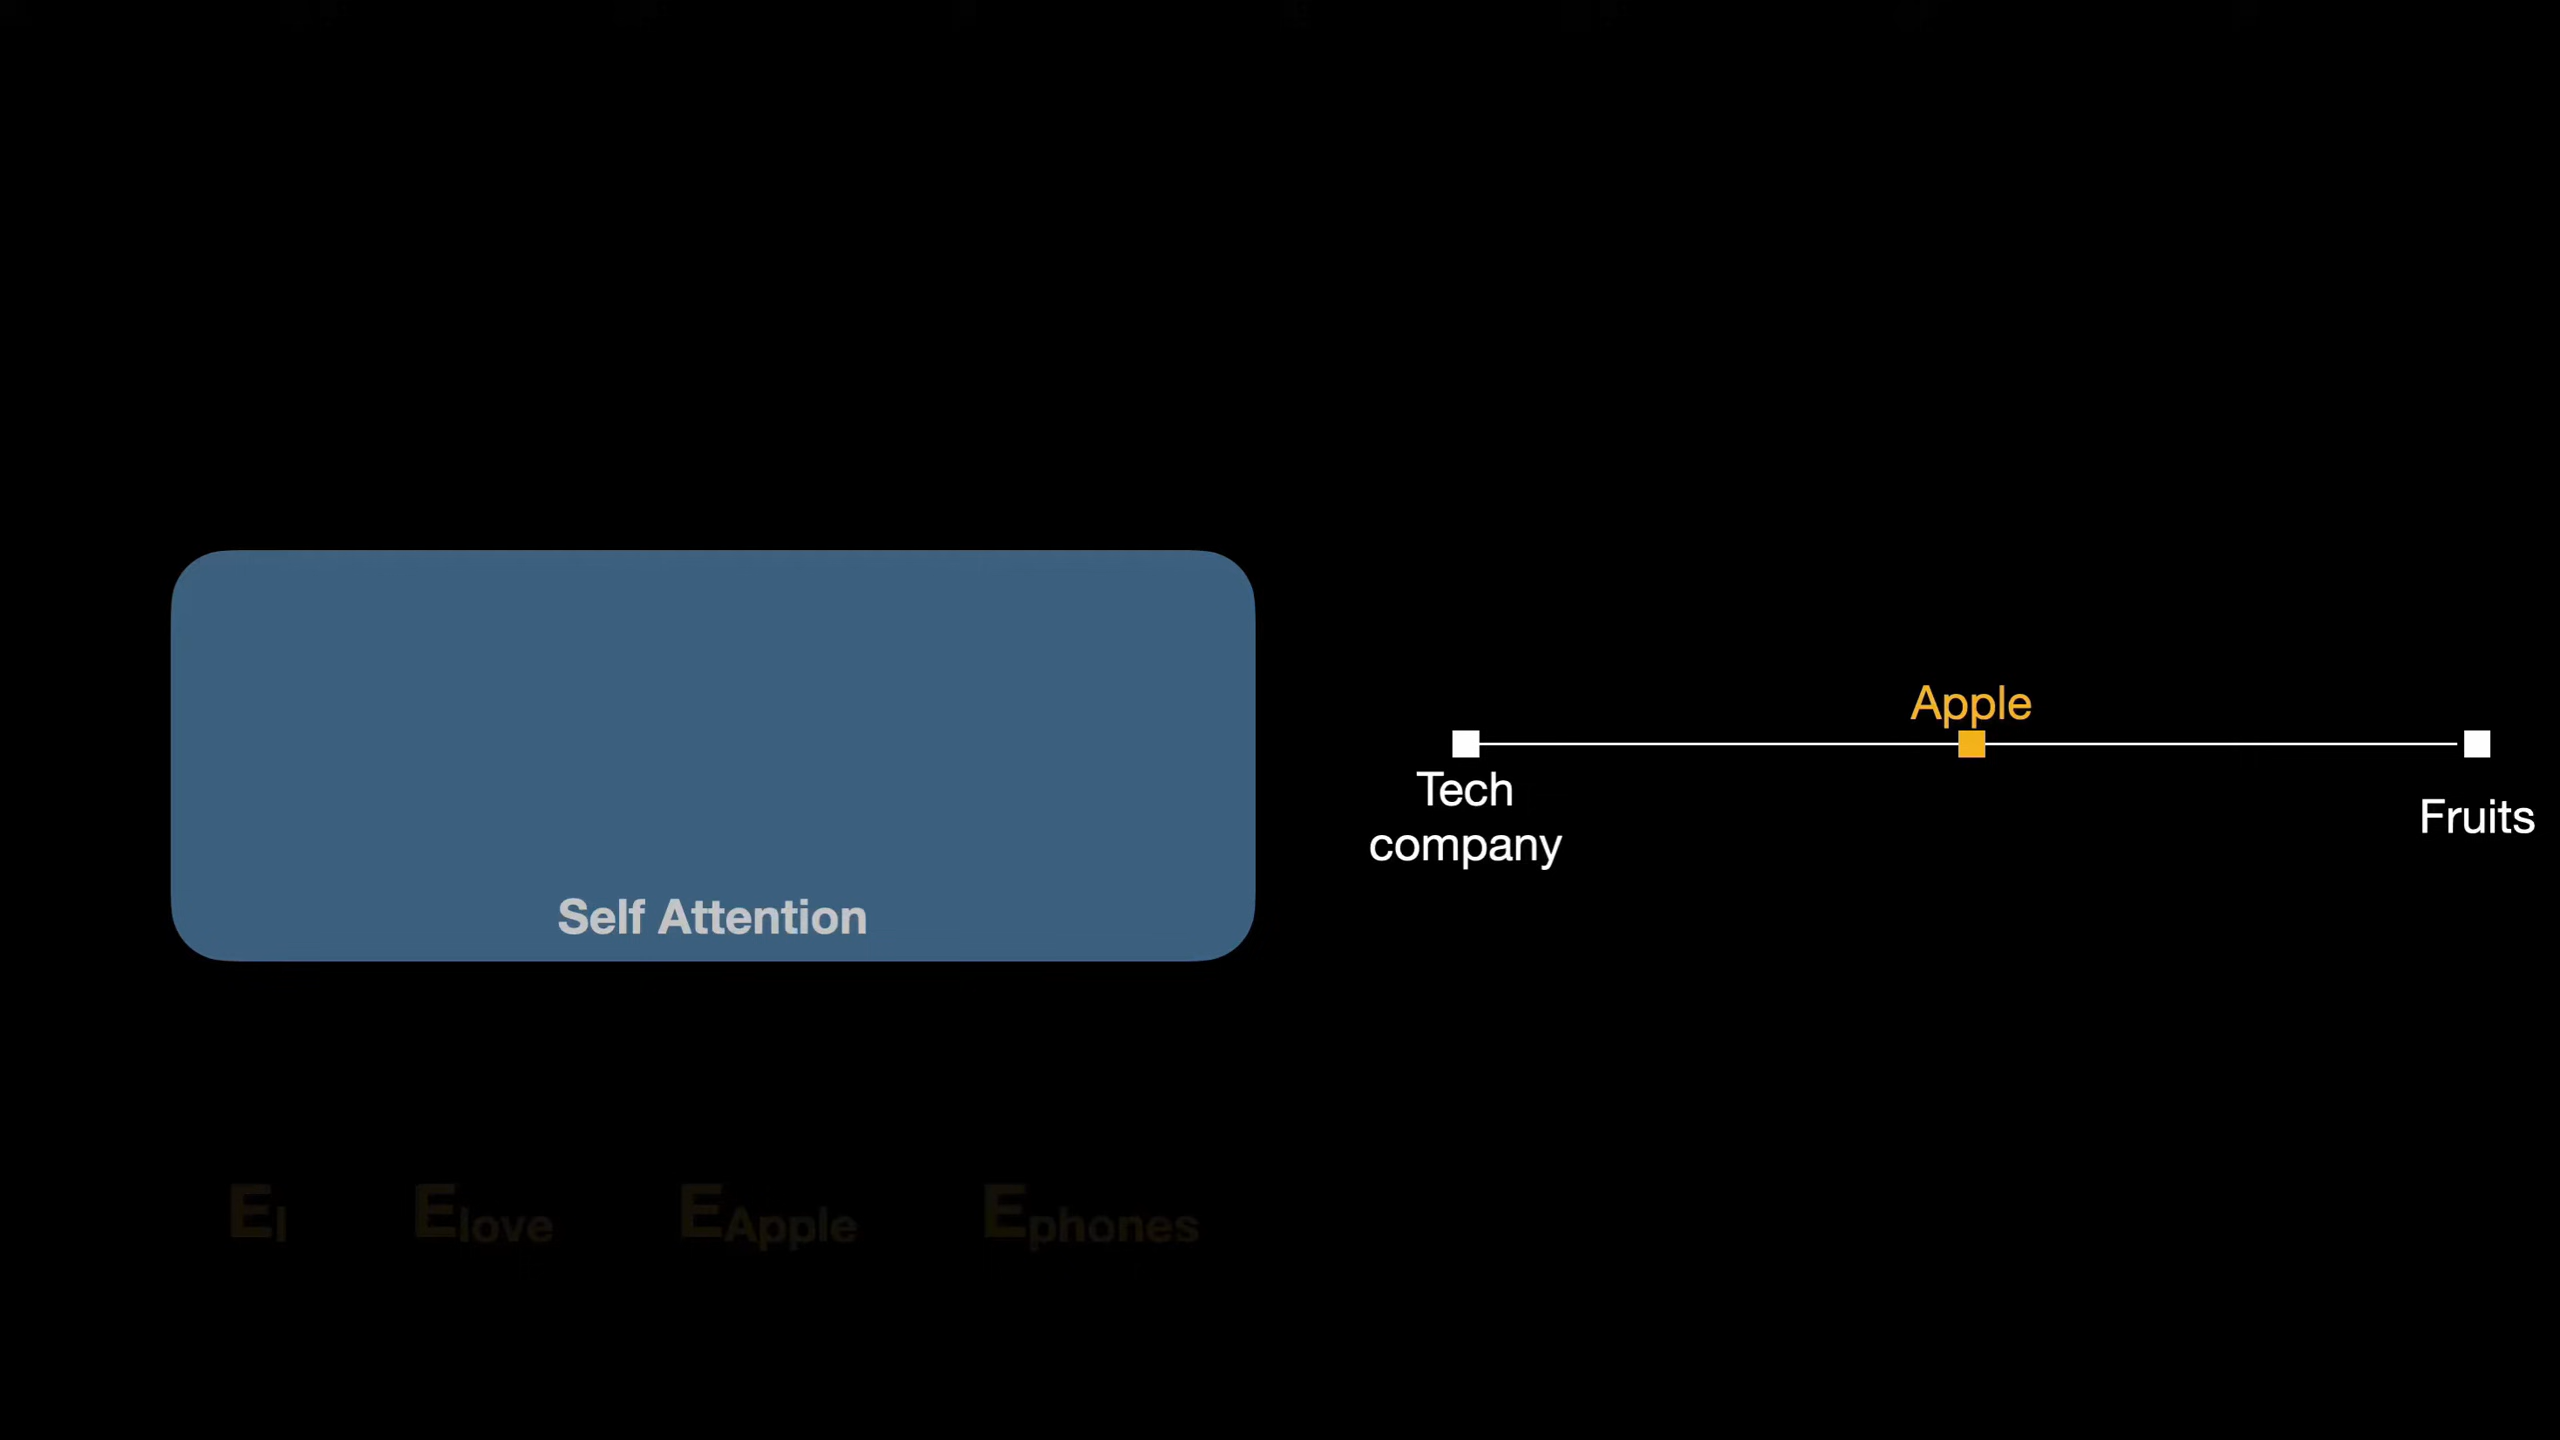 Apple
Tech
company
Fruits
Self Attention
EI Elove EApple Ephones